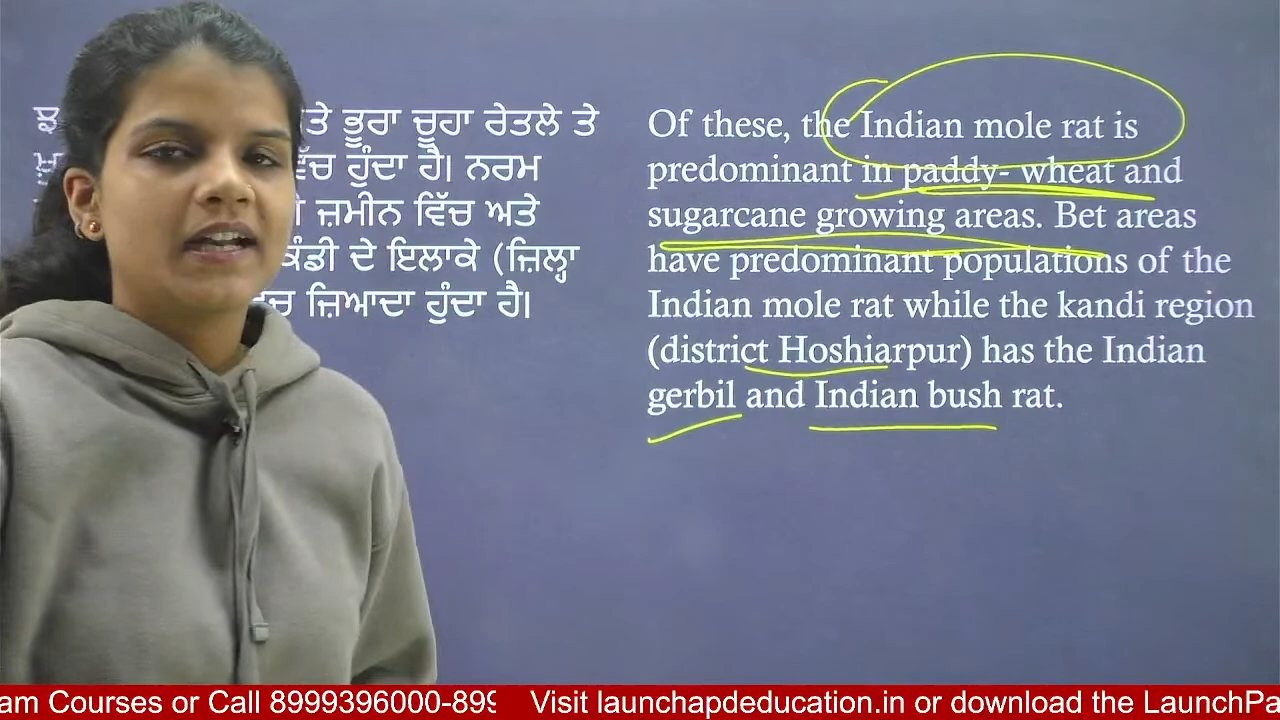 ਤੇ ਭੂਰਾ ਚੂਹਾ ਰੇਤਲੇ ਤੇ
ਵਿੱਚ ਹੁੰਦਾ ਹੈ। ਨਰਮ
ਜ਼ਮੀਨ ਵਿੱਚ ਅਤੇ
ਕੰਡੀ ਦੇ ਇਲਾਕੇ (ਜ਼ਿਲ੍ਹਾ
ਜ਼ਿਆਦਾ ਹੁੰਦਾ ਹੈ।
Of these, the Indian mole rat is
predominant in paddy- wheat and
sugarcane growing areas. Bet areas
have predominant populations of the
Indian mole rat while the kandi region
(district Hoshiarpur) has the Indian
gerbil and Indian bush rat.
am Courses or Call 8999396000-899 Visit launchapdeducation.in or download the LaunchPa